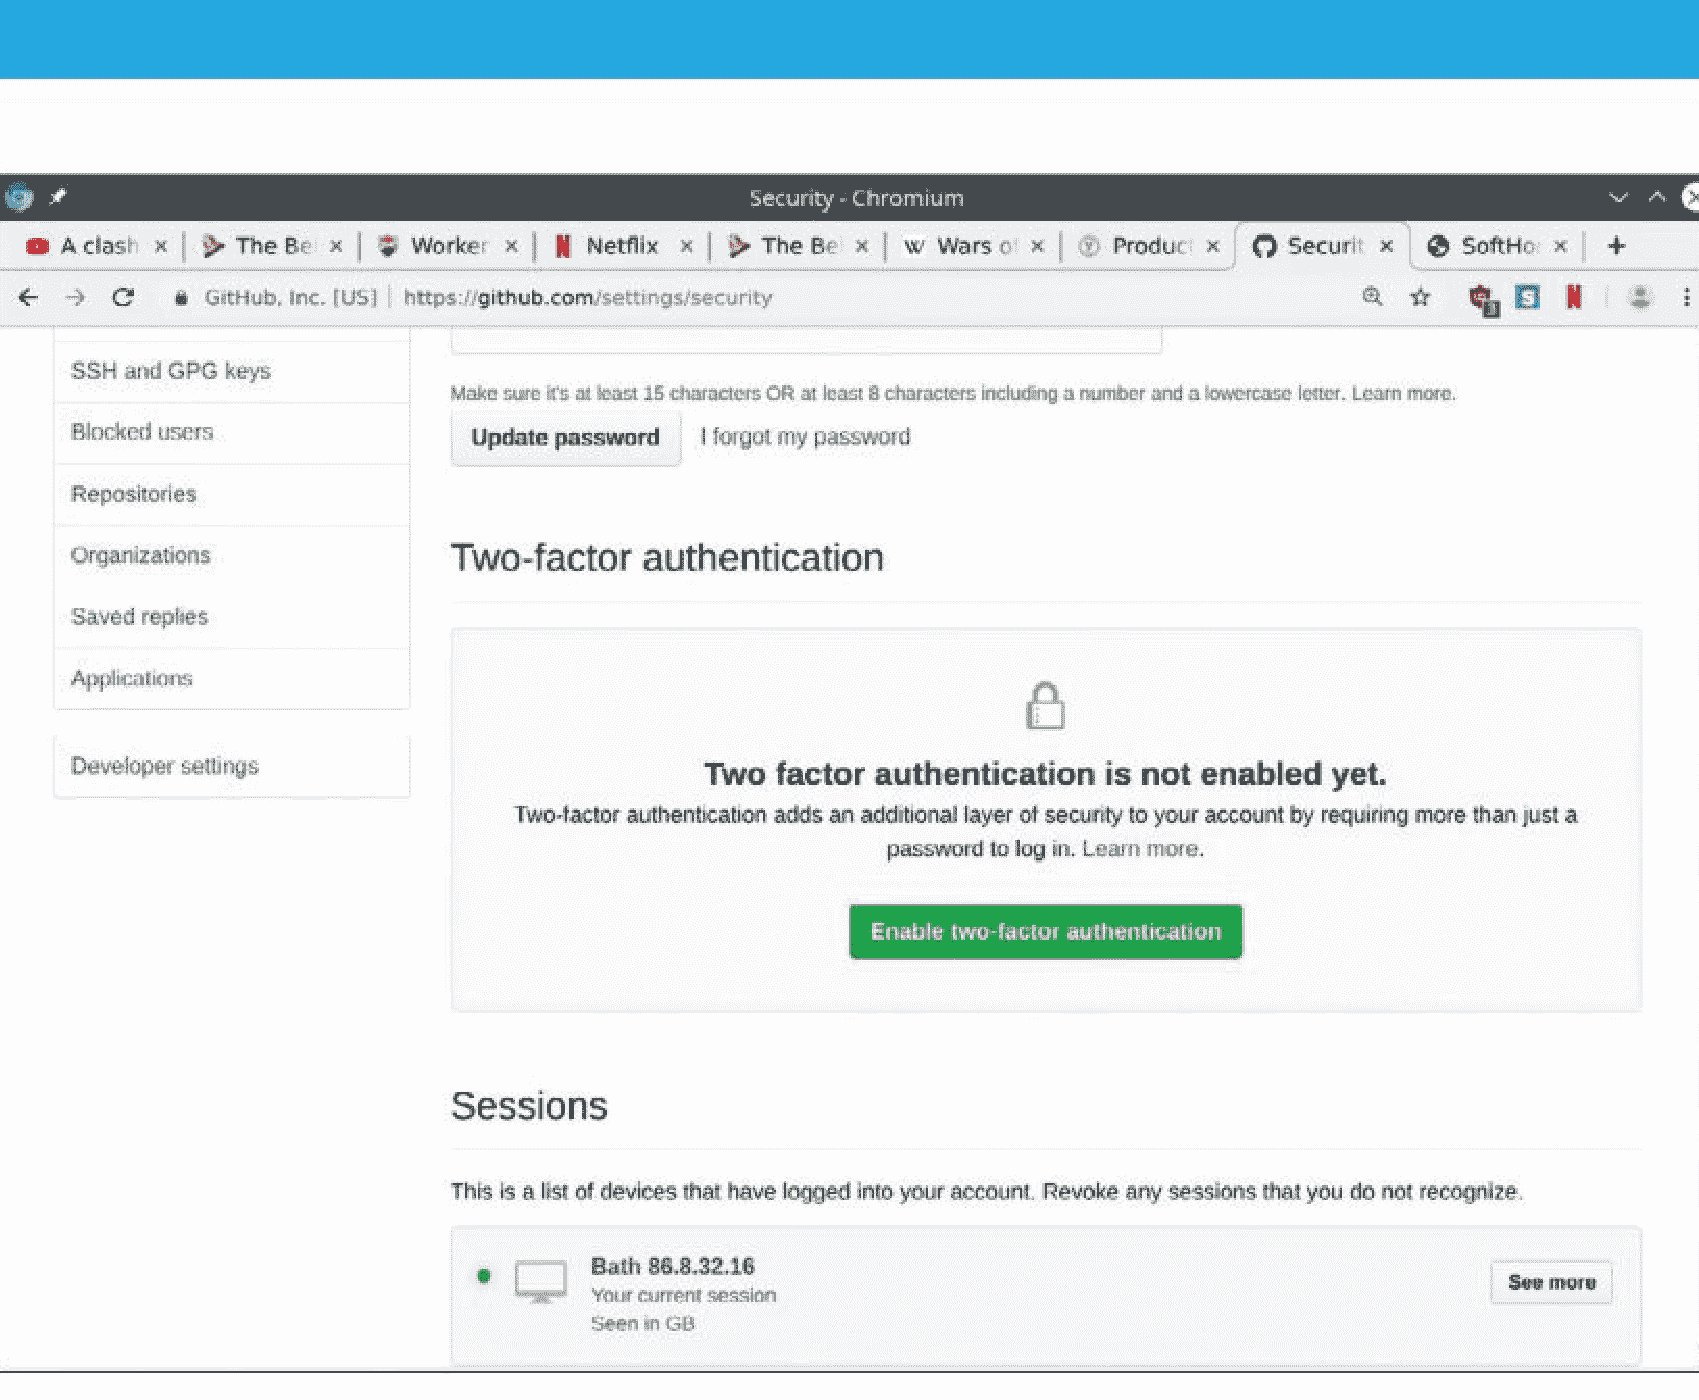 Security - Chromium
A clash
The Be
Worker
Netflix
The Be
W Wars o
Product
Securit
SoftHo
GitHub, Inc. [US] https://github.com/settings/security
SSH and GPG keys
Blocked users
Repositories
Organizations
Saved replies
Applications
Developer settings
Make sure it's at least 15 characters OR at least 8 characters including a number and a lowercase letter. Learn more.
Update password I forgot my password
Two-factor authentication
Two factor authentication is not enabled yet.
Two-factor authentication adds an additional layer of security to your account by requiring more than just a
password to log in. Learn more.
Enable two-factor authentication
Sessions
This is a list of devices that have logged into your account. Revoke any sessions that you do not recognize.
Bath 86.8.32.16
Your current session
Seen in GB
See more